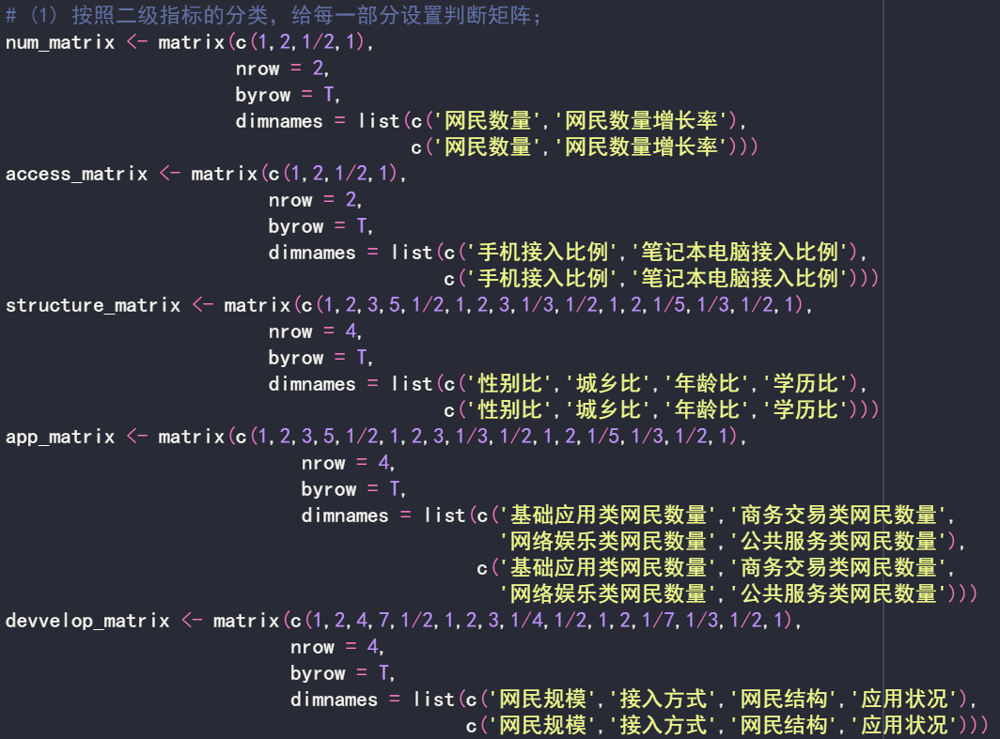 # (1) 按照二级指标的分类, 给每一部分设置判断矩阵;
num_matrix <- matrix(c(1,2,1/2,1),
nrow = 2,
byrow = T,
dimnames = list(c('网民数量','网民数量增长率'),
c('网民数量','网民数量增长率')))
access_matrix <- matrix(c(1,2,1/2,1),
nrow = 2,
byrow = T,
dimnames = list(c('手机接入比例','笔记本电脑接入比例'),
c('手机接入比例','笔记本电脑接入比例')))
structure_matrix <- matrix(c(1,2,3,5,1/2,1,2,3,1/3,1/2,1,2,1/5,1/3,1/2,1),
nrow = 4,
byrow = T,
dimnames = list(c('性别比','城乡比','年龄比','学历比'),
c('性别比','城乡比','年龄比','学历比')))
app_matrix <- matrix(c(1,2,3,5,1/2,1,2,3,1/3,1/2,1,2,1/5,1/3,1/2,1),
nrow = 4,
byrow = T,
dimnames = list(c('基础应用类网民数量','商务交易类网民数量',
'网络娱乐类网民数量','公共服务类网民数量'),
c('基础应用类网民数量','商务交易类网民数量',
'网络娱乐类网民数量','公共服务类网民数量')))
devvelop_matrix <- matrix(c(1,2,4,7,1/2,1,2,3,1/4,1/2,1,2,1/7,1/3,1/2,1),
nrow = 4,
byrow = T,
dimnames = list(c('网民规模','接入方式','网民结构','应用状况'),
c('网民规模','接入方式','网民结构','应用状况')))